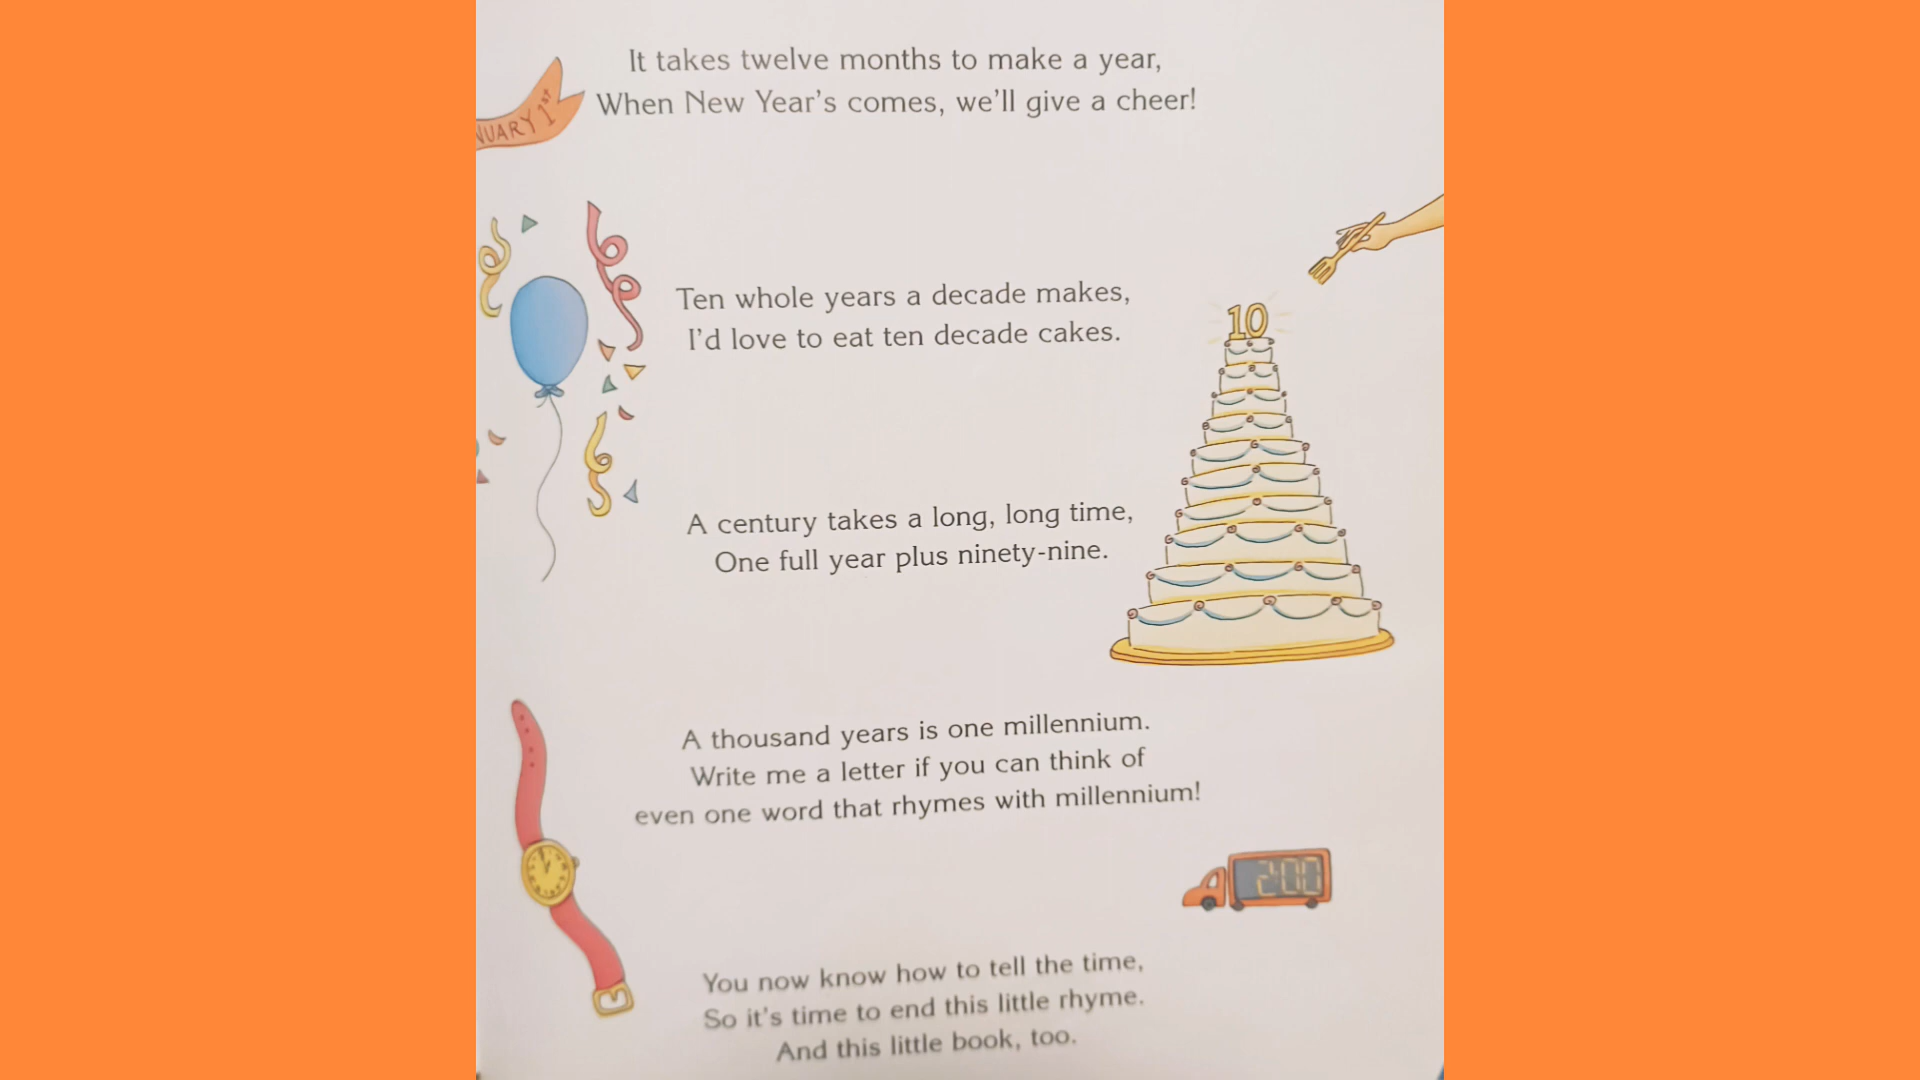 It takes twelve months to make a year,
When New Year's comes, we'll give a cheer!
NUARY 1ST
Ten whole years a decade makes,
I'd love to eat ten decade cakes.
10
A century takes a long, long time,
One full year plus ninety-nine.
A thousand years is one millennium.
Write me a letter if you can think of
even one word that rhymes with millennium!
2:00
You now know how to tell the time,
So it's time to end this little rhyme.
And this little book, too.